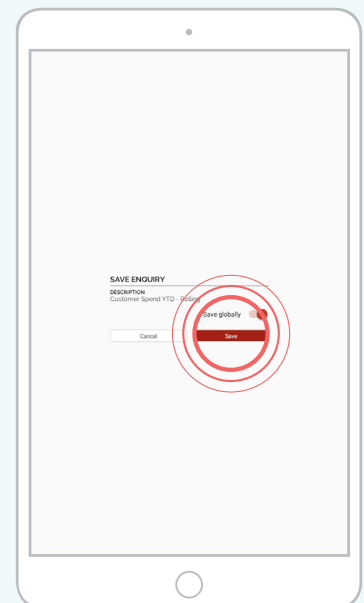 SAVE ENQUIRY
DESCRIPTION
Customer Spend YTD - Rolling
Save globally
Cancel
Save